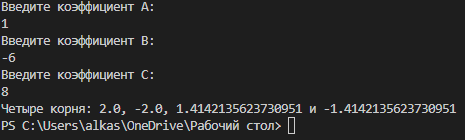 Введите коэффициент A:
1
Введите коэффициент B:
-6
Введите коэффициент C:
8
Четыре корня: 2.0, -2.0, 1.4142135623730951 и -1.4142135623730951
PS C:\Users\alkas\OneDrive\Рабочий стол>